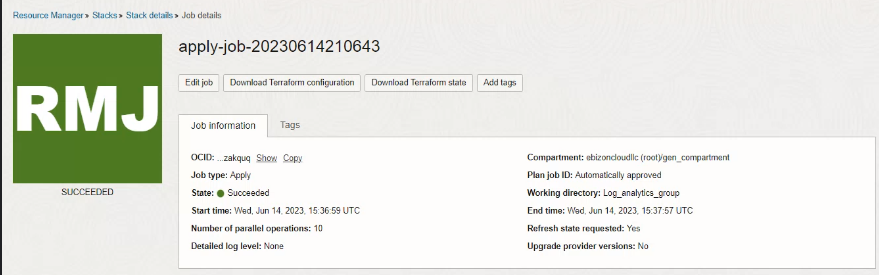 Resource Manager » Stacks » Stack details » Job details
apply-job-20230614210643
RMJ
SUCCEEDED
Edit job Download Terraform configuration Download Terraform state Add tags
Job information Tags
OCID: ...zakquq Show Copy
Job type: Apply
State: Succeeded
Start time: Wed, Jun 14, 2023, 15:36:59 UTC
Number of parallel operations: 10
Detailed log level: None
Compartment: ebizoncloudllc (root)/gen_compartment
Plan job ID: Automatically approved
Working directory: Log_analytics_group
End time: Wed, Jun 14, 2023, 15:37:57 UTC
Refresh state requested: Yes
Upgrade provider versions: No